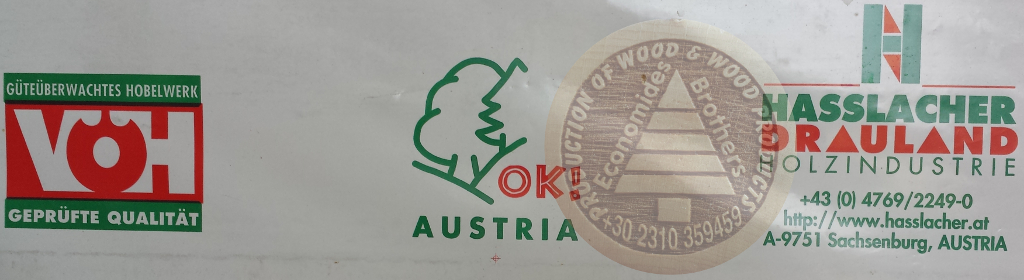 GÜTEÜBERWACHTES HOBELWERK
VÖH
GEPRÜFTE QUALITÄT
OK!
AUSTRIA
PRODUCTION OF WOOD & WOOD PRODUCTS
Economides
Brothers
+30-2310 359459
H
HASSLACHER
DRAULAND
HOLZINDUSTRIE
+43 (0) 4769/2249-0
http://www.hasslacher.at
A-9751 Sachsenburg, AUSTRIA